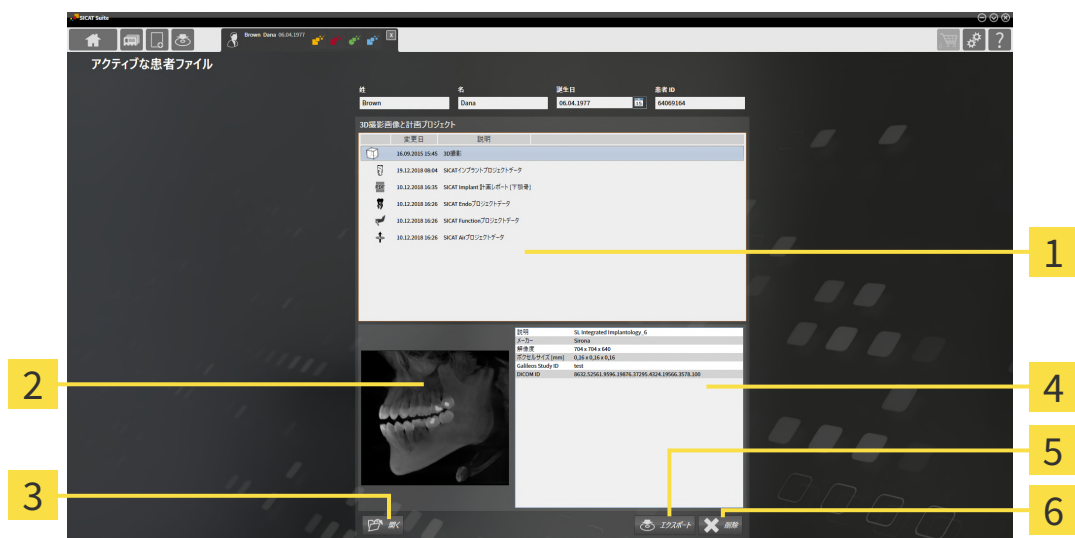 SICAT Suite
Brown Dana 06.04.1977
x
?
アクティブな患者ファイル
姓 名 誕生日 患者 ID
Brown Dana 06.04.1977 15 64069164
3D撮影画像と計画プロジェクト
変更日 説明
16.09.2015 15:45 3D撮影
19.12.2018 08:04 SICATインプラントプロジェクトデータ
10.12.2018 16:35 SICAT Implant 計画レポート [下顎骨]
10.12.2018 16:26 SICAT Endoプロジェクトデータ
10.12.2018 16:26 SICAT Functionプロジェクトデータ
10.12.2018 16:26 SICAT Airプロジェクトデータ
1
説明 SL Integrated Implantology_6
メーカー Sirona
解像度 704 x 704 x 640
ボクセルサイズ (mm) 0,16 x 0,16 x 0,16
Galileos Study ID test
DICOM ID 8632.52561.9596.19876.37295.4324.19566.3578.100
2
4
5
3
開く
エクスポート
削除
6